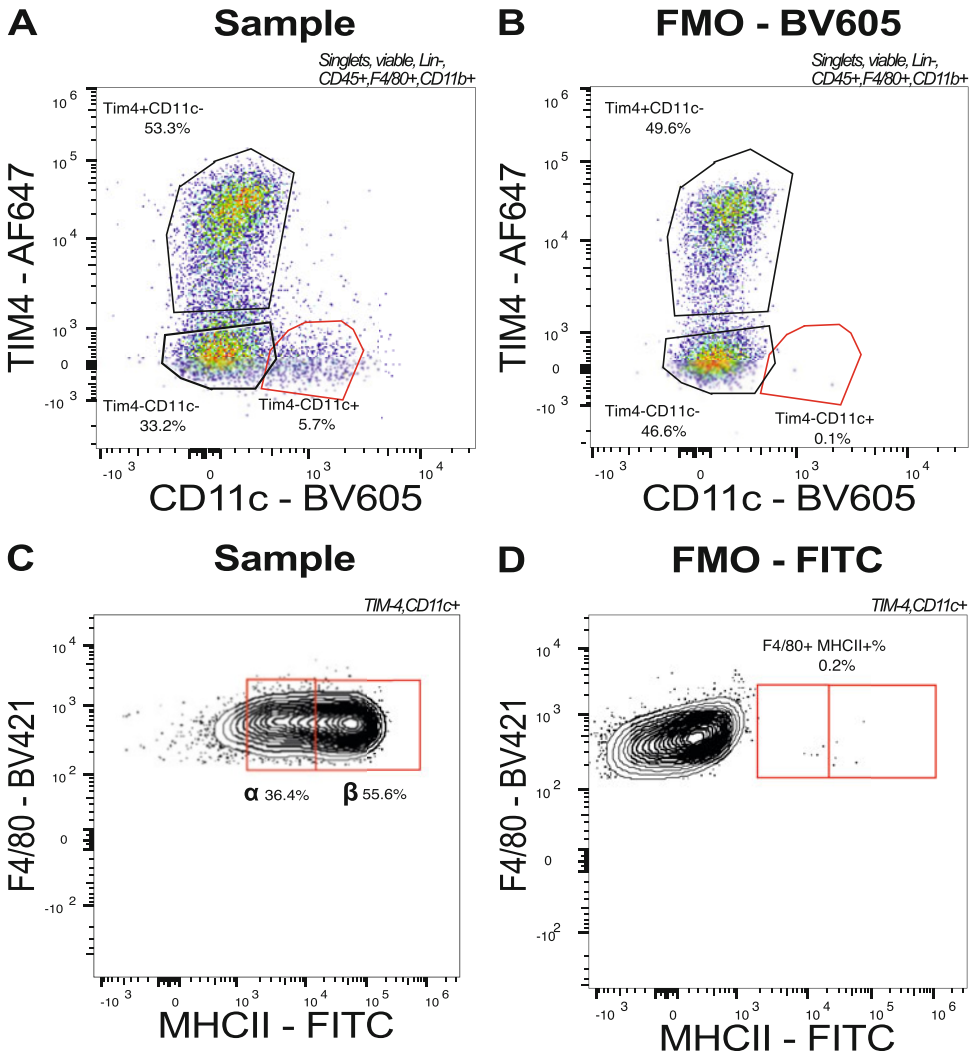 A
Sample
Singlets, viable, Lin-,
CD45+,F4/80+,CD11b+
10 6
Tim4+CD11c-
53.3%
10 5
10 4
10 3
0
-10 3
TIM4 - AF647
Tim4-CD11c-
33.2%
Tim4-CD11c+
5.7%
-10 3
0
10 3
10 4
CD11c - BV605
B
FMO - BV605
Singlets, viable, Lin-,
CD45+,F4/80+,CD11b+
10 6
Tim4+CD11c-
49.6%
10 5
10 4
10 3
0
-10 3
TIM4 - AF647
Tim4-CD11c-
46.6%
Tim4-CD11c+
0.1%
-10 3
0
10 3
10 4
CD11c - BV605
C
Sample
TIM-4,CD11c+
10 4
10 3
10 2
0
-10 2
F4/80 - BV421
α 36.4%
β 55.6%
-10 3
0
10 3
10 4
10 5
10 6
MHCII - FITC
D
FMO - FITC
TIM-4,CD11c+
F4/80+ MHCII+%
0.2%
10 4
10 3
10 2
0
-10 2
F4/80 - BV421
-10 3
0
10 3
10 4
10 5
10 6
MHCII - FITC